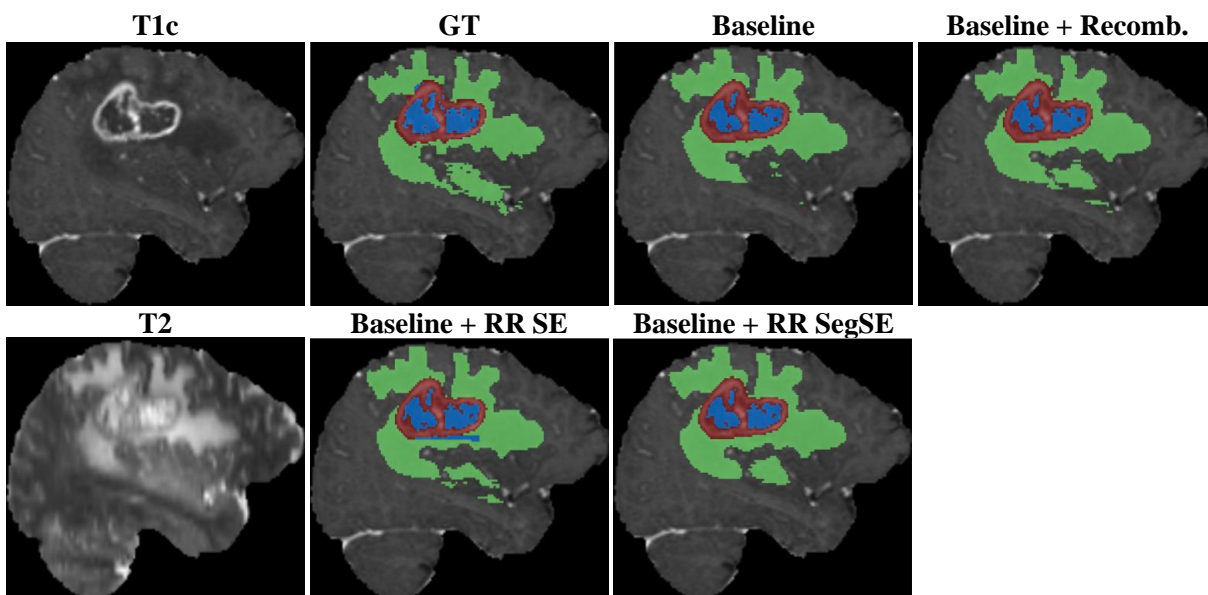 T1c GT Baseline Baseline + Recomb.
T2 Baseline + RR SE Baseline + RR SegSE